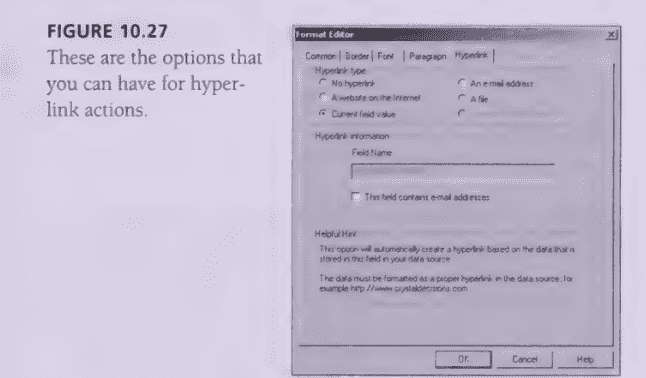 FIGURE 10.27
These are the options that
you can have for hyper-
link actions.
Format Editor
Common Border Font Paragraph Hyperlink
Hyperlink type
No hyperlink An e-mail address
A website on the Internet A file
Current field value
Hyperlink information
Field Name
This field contains e-mail addresses
Helpful Hint
This option will automatically create a hyperlink based on the data that is
stored in this field in your data source
The data must be formatted as a proper hyperlink in the data source, for
example http://www.crystaldecisions.com
OK Cancel Help